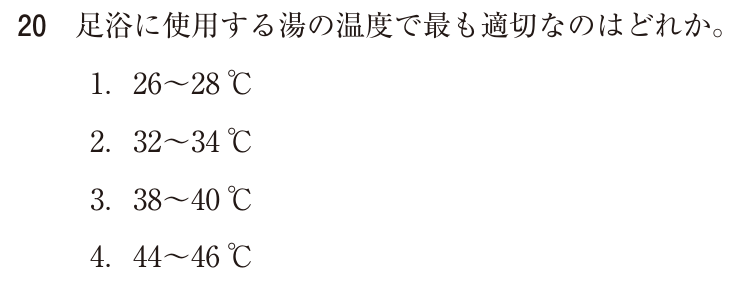 20 足浴に使用する湯の温度で最も適切なのはどれか。
1. 26～28 ℃
2. 32～34 ℃
3. 38～40 ℃
4. 44～46 ℃